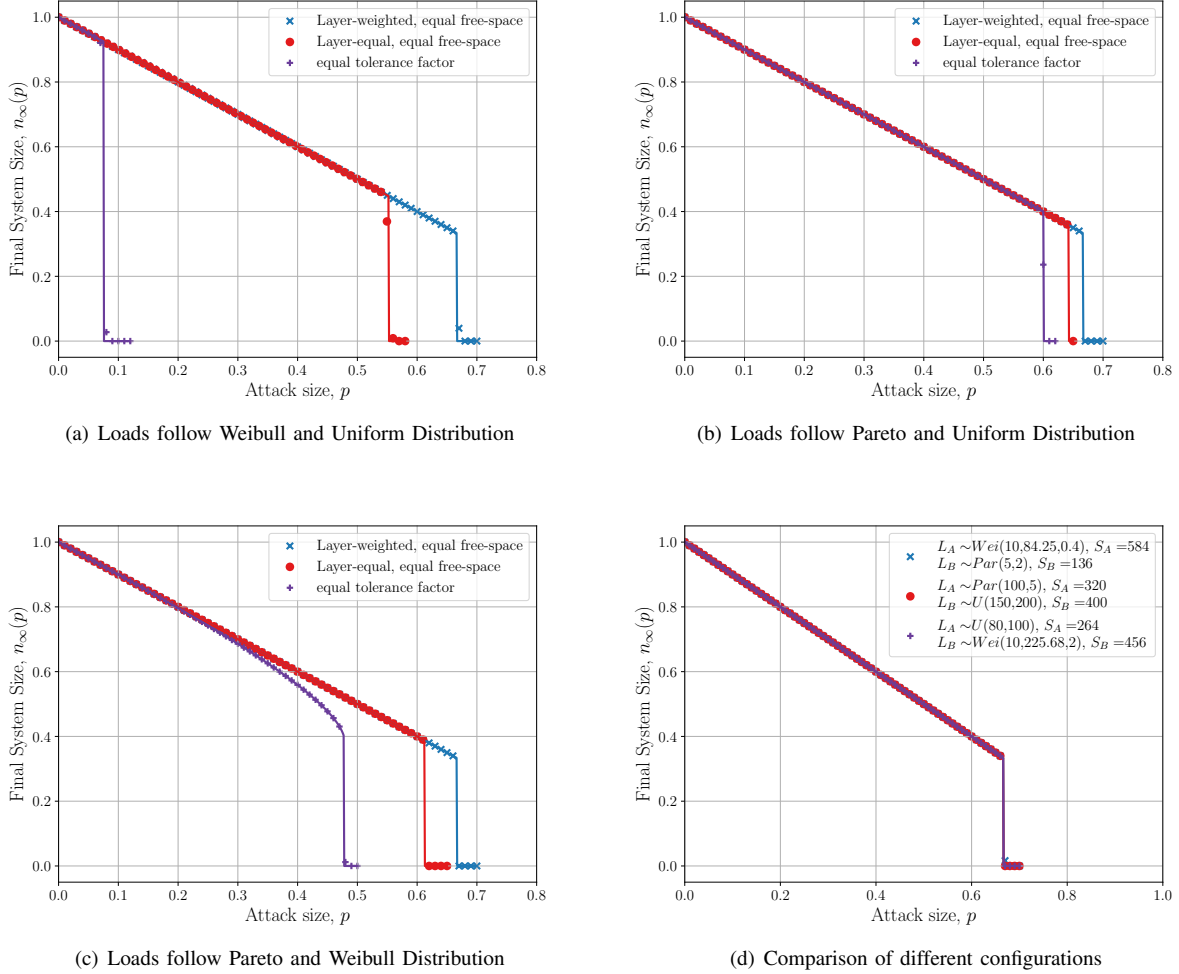 1.0
0.8
0.6
0.4
0.2
0.0
Final System Size, n∞(p)
Layer-weighted, equal free-space
Layer-equal, equal free-space
equal tolerance factor
0.0 0.1 0.2 0.3 0.4 0.5 0.6 0.7 0.8
Attack size, p
(a) Loads follow Weibull and Uniform Distribution
1.0
0.8
0.6
0.4
0.2
0.0
Final System Size, n∞(p)
Layer-weighted, equal free-space
Layer-equal, equal free-space
equal tolerance factor
0.0 0.1 0.2 0.3 0.4 0.5 0.6 0.7 0.8
Attack size, p
(b) Loads follow Pareto and Uniform Distribution
1.0
0.8
0.6
0.4
0.2
0.0
Final System Size, n∞(p)
Layer-weighted, equal free-space
Layer-equal, equal free-space
equal tolerance factor
0.0 0.1 0.2 0.3 0.4 0.5 0.6 0.7 0.8
Attack size, p
(c) Loads follow Pareto and Weibull Distribution
1.0
0.8
0.6
0.4
0.2
0.0
Final System Size, n∞(p)
L_A ∼Wei(10,84.25,0.4), S_A =584
L_B ∼Par(5,2), S_B =136
L_A ∼Par(100,5), S_A =320
L_B ∼U(150,200), S_B =400
L_A ∼U(80,100), S_A =264
L_B ∼Wei(10,225.68,2), S_B =456
0.0 0.2 0.4 0.6 0.8 1.0
Attack size, p
(d) Comparison of different configurations